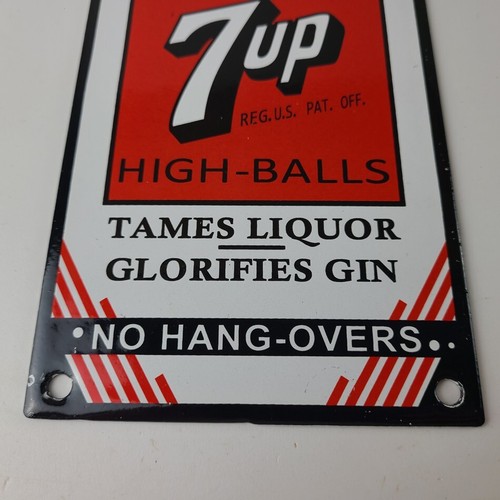 7up
REG. U.S. PAT. OFF.
HIGH-BALLS
TAMES LIQUOR
GLORIFIES GIN
•NO HANG-OVERS••